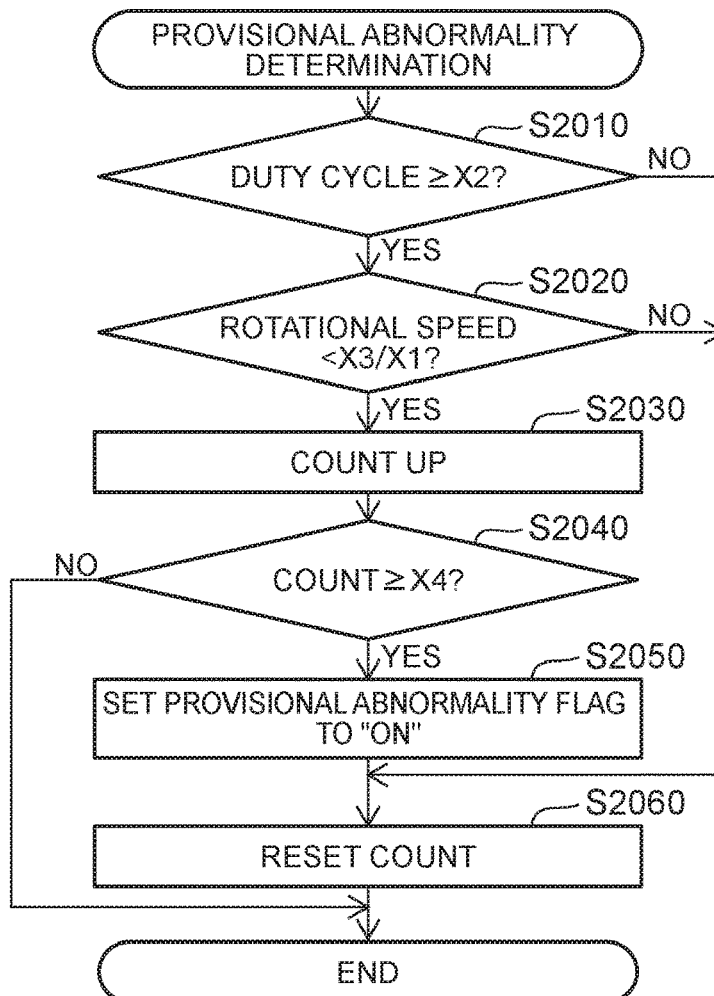 PROVISIONAL ABNORMALITY
DETERMINATION
S2010
DUTY CYCLE ≥X2?
NO
YES
S2020
ROTATIONAL SPEED
<X3/X1?
NO
YES
S2030
COUNT UP
S2040
NO
COUNT≥X4?
YES
S2050
SET PROVISIONAL ABNORMALITY FLAG
TO "ON"
S2060
RESET COUNT
END